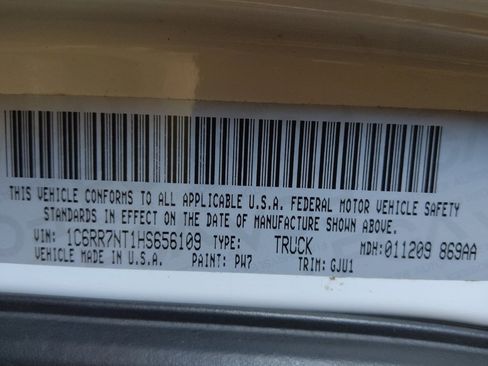 THIS VEHICLE CONFORMS TO ALL APPLICABLE U.S.A. FEDERAL MOTOR VEHICLE SAFETY
STANDARDS IN EFFECT ON THE DATE OF MANUFACTURE SHOWN ABOVE.
VIN: 1C6RR7NT1HS656109 TYPE: TRUCK MDH:011209 869AA
VEHICLE MADE IN U.S.A. PAINT: PW7 TRIM: GJU1